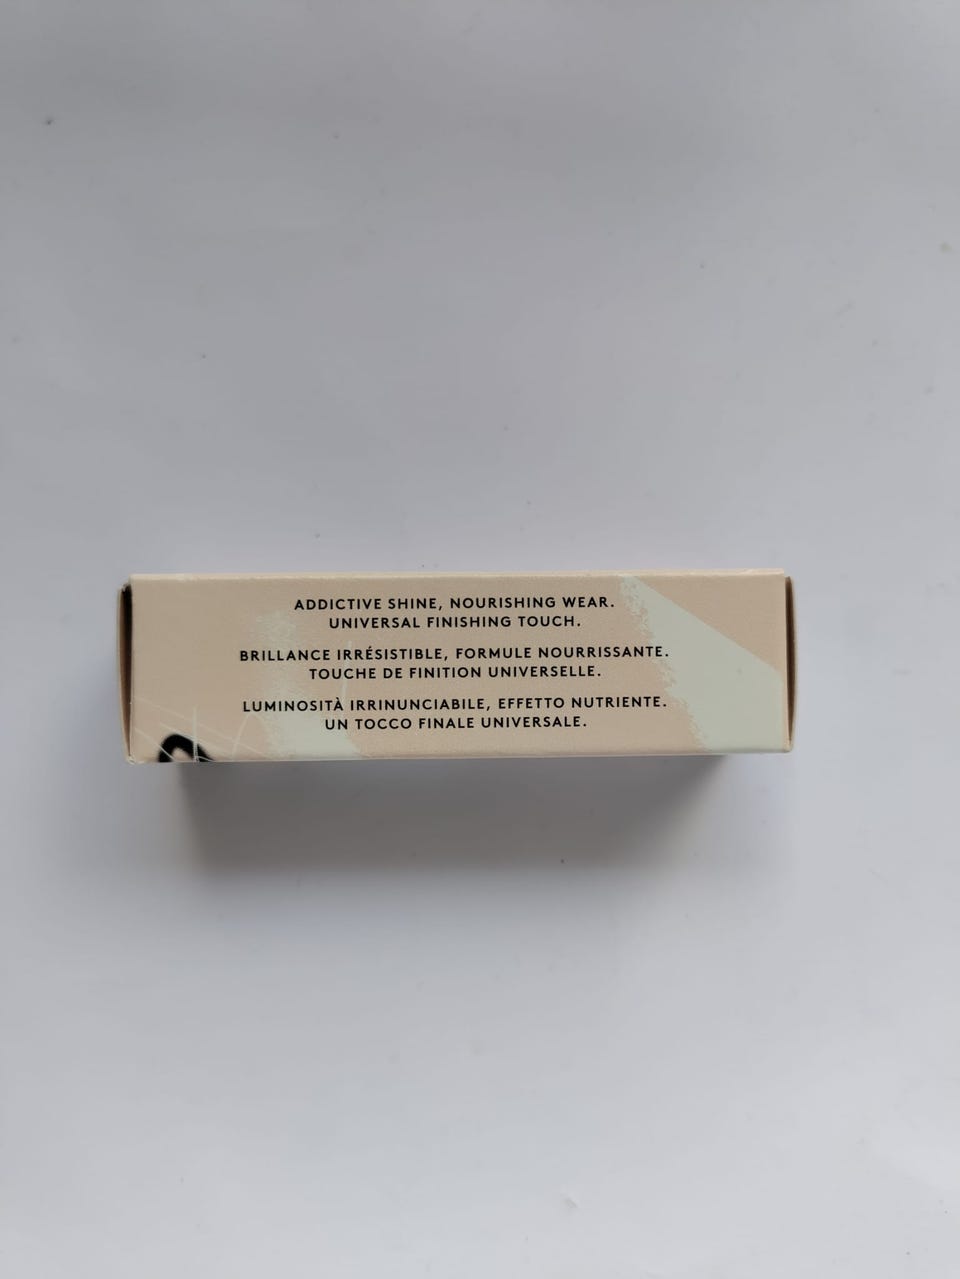 ADDICTIVE SHINE, NOURISHING WEAR.
UNIVERSAL FINISHING TOUCH.
BRILLANCE IRRÉSISTIBLE, FORMULE NOURRISSANTE.
TOUCHE DE FINITION UNIVERSELLE.
LUMINOSITÀ IRRINUNCIABILE, EFFETTO NUTRIENTE.
UN TOCCO FINALE UNIVERSALE.